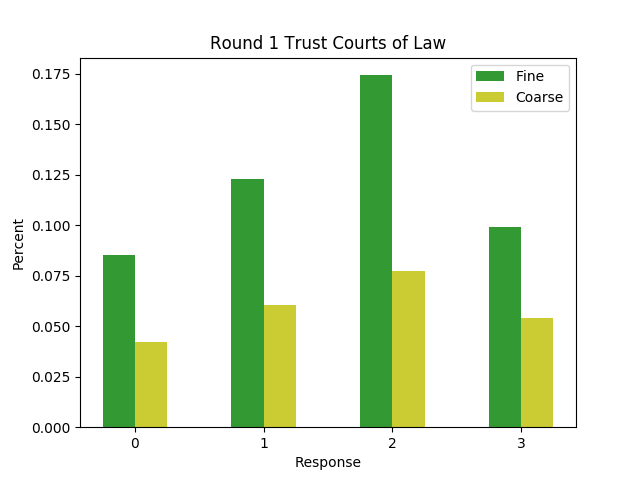 Round 1 Trust Courts of Law
Fine
Coarse
Percent
0.175
0.150
0.125
0.100
0.075
0.050
0.025
0.000
0 1 2 3
Response